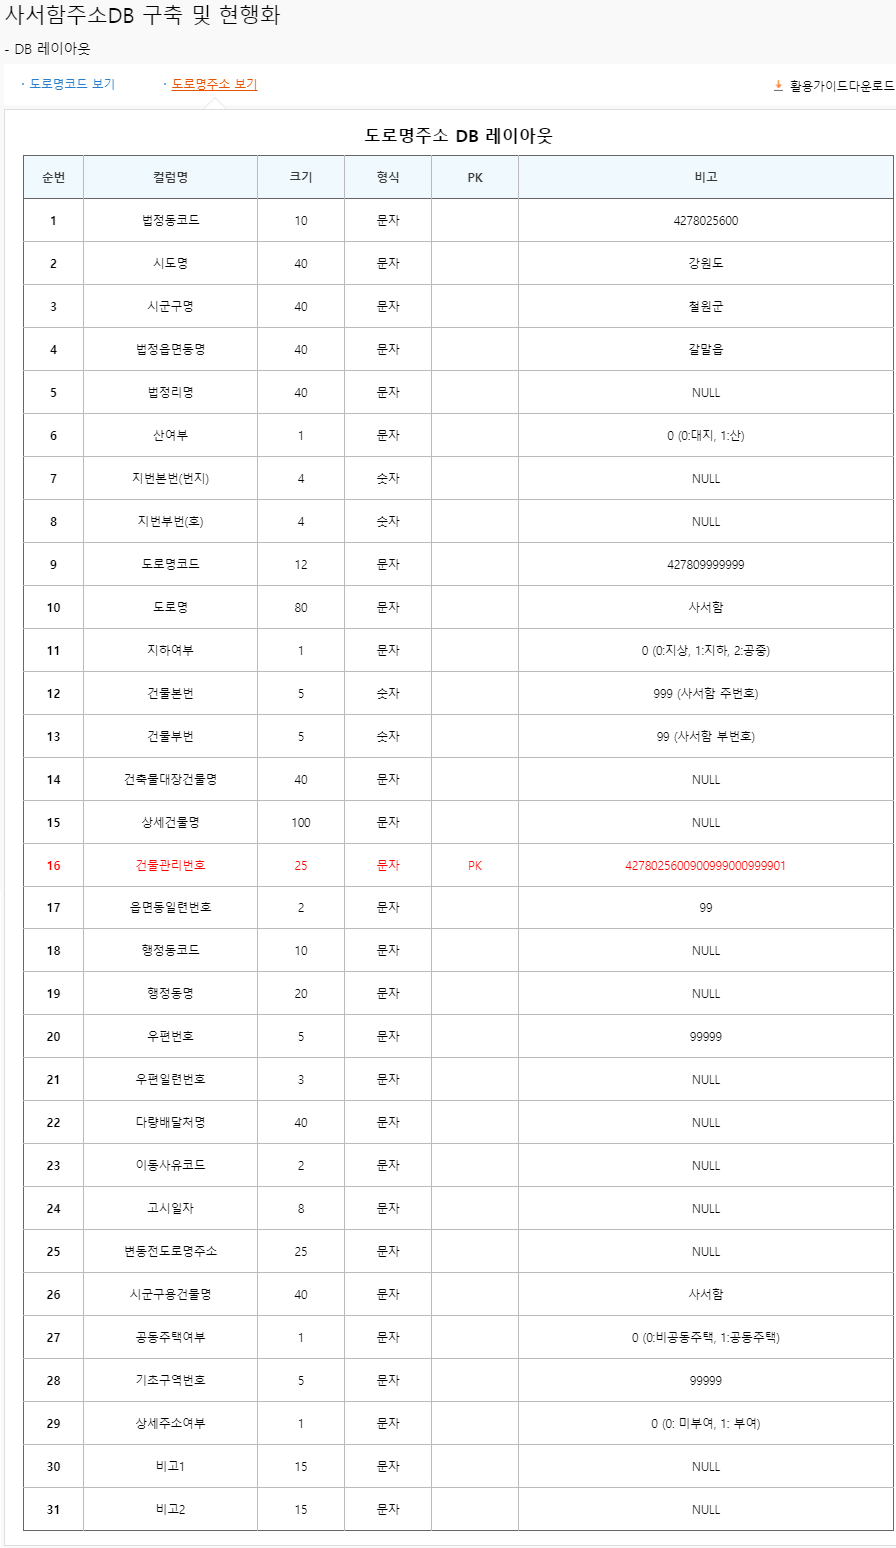 사서함주소DB 구축 및 현행화
- DB 레이아웃
· 도로명코드 보기 · 도로명주소 보기 활용가이드다운로드
도로명주소 DB 레이아웃
순번 컬럼명 크기 형식 PK 비고
1 법정동코드 10 문자 4278025600
2 시도명 40 문자 강원도
3 시군구명 40 문자 철원군
4 법정읍면동명 40 문자 갈말읍
5 법정리명 40 문자 NULL
6 산여부 1 문자 0 (0:대지, 1:산)
7 지번본번(번지) 4 숫자 NULL
8 지번부번(호) 4 숫자 NULL
9 도로명코드 12 문자 427809999999
10 도로명 80 문자 사서함
11 지하여부 1 문자 0 (0:지상, 1:지하, 2:공중)
12 건물본번 5 숫자 999 (사서함 주번호)
13 건물부번 5 숫자 99 (사서함 부번호)
14 건축물대장건물명 40 문자 NULL
15 상세건물명 100 문자 NULL
16 건물관리번호 25 문자 PK 4278025600900999000999901
17 읍면동일련번호 2 문자 99
18 행정동코드 10 문자 NULL
19 행정동명 20 문자 NULL
20 우편번호 5 문자 99999
21 우편일련번호 3 문자 NULL
22 다량배달처명 40 문자 NULL
23 이동사유코드 2 문자 NULL
24 고시일자 8 문자 NULL
25 변동전도로명주소 25 문자 NULL
26 시군구용건물명 40 문자 사서함
27 공동주택여부 1 문자 0 (0:비공동주택, 1:공동주택)
28 기초구역번호 5 문자 99999
29 상세주소여부 1 문자 0 (0: 미부여, 1: 부여)
30 비고1 15 문자 NULL
31 비고2 15 문자 NULL